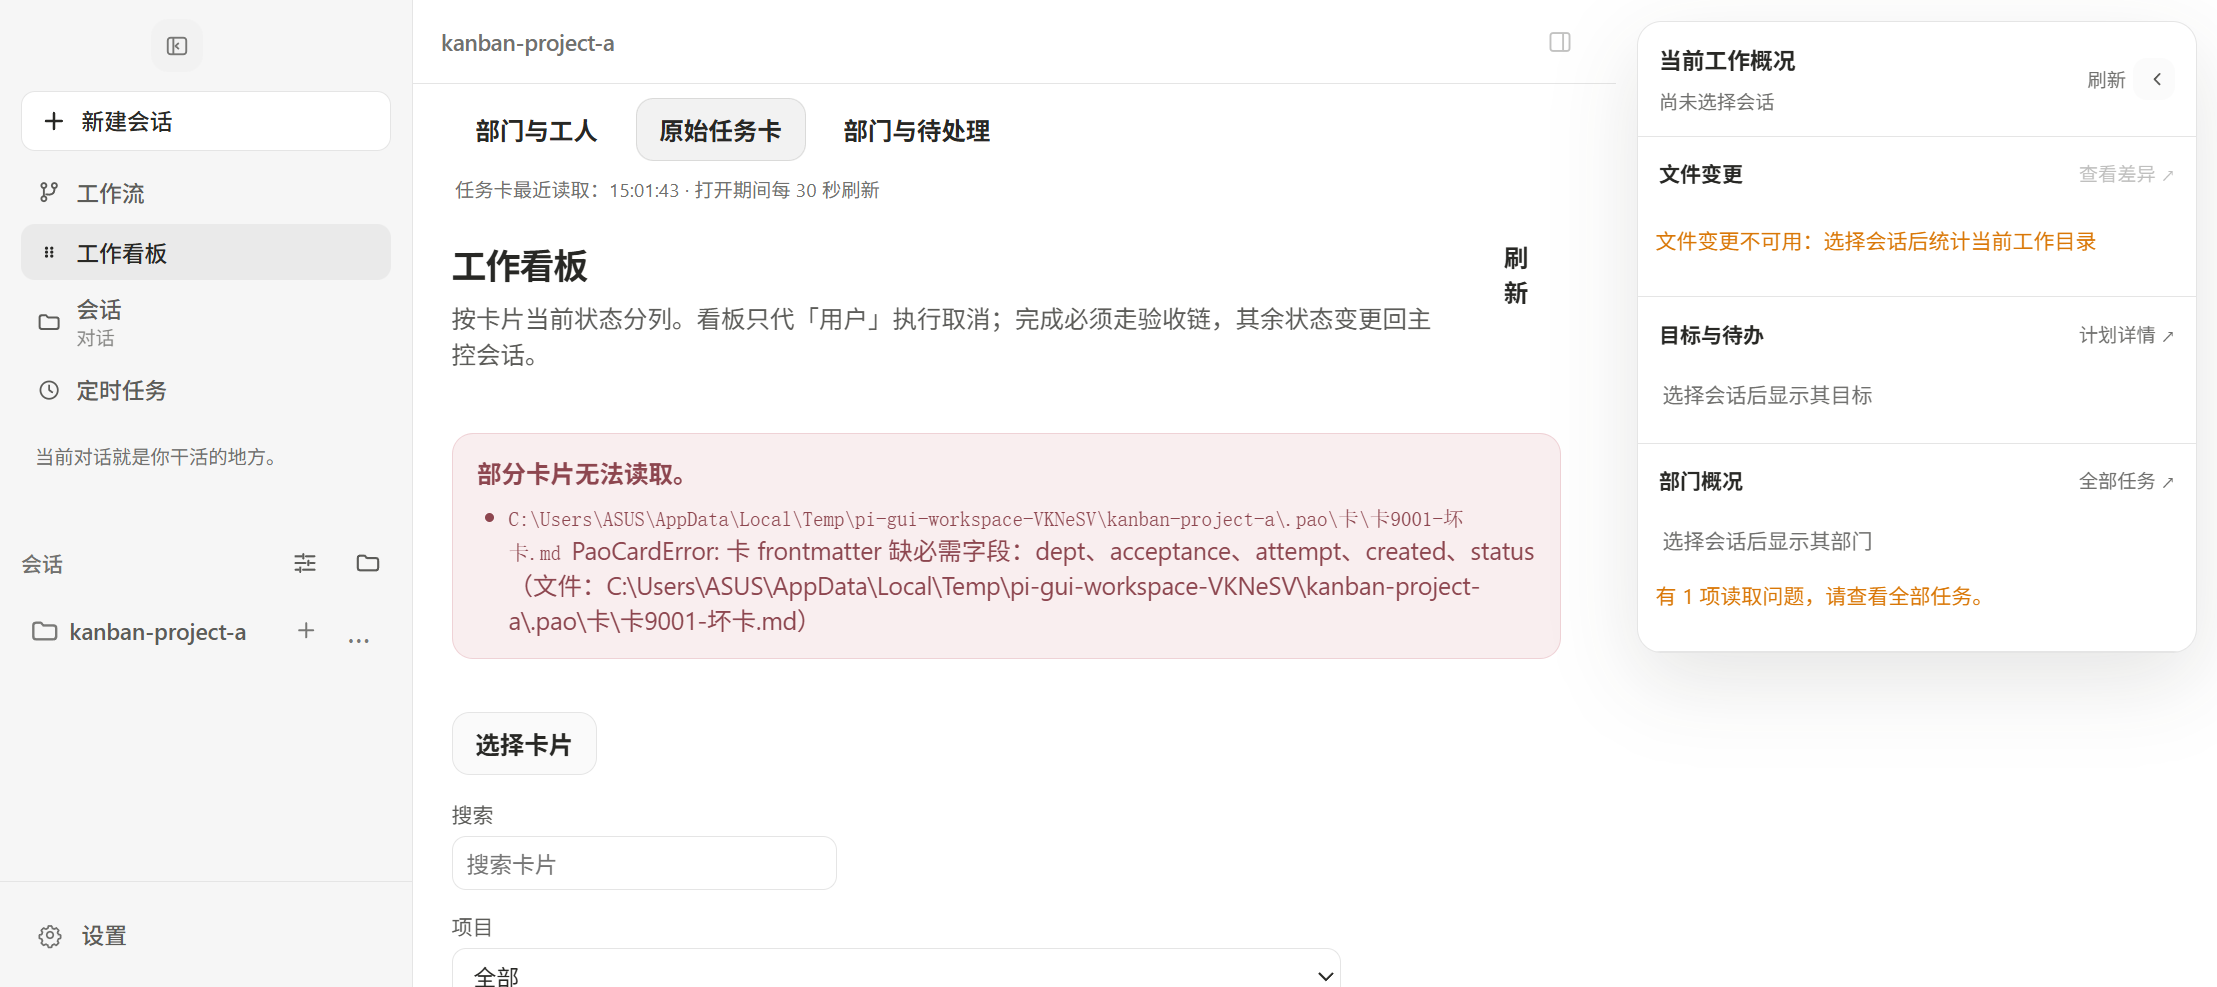 新建会话
工作流
工作看板
会话
对话
定时任务
当前对话就是你干活的地方。
会话
kanban-project-a
...
设置
kanban-project-a
部门与工人
原始任务卡
部门与待处理
任务卡最近读取：15:01:43 · 打开期间每 30 秒刷新
工作看板
刷
新
按卡片当前状态分列。看板只代「用户」执行取消；完成必须走验收链，其余状态变更回主
控会话。
部分卡片无法读取。
C:\Users\ASUS\AppData\Local\Temp\pi-gui-workspace-VKNeSV\kanban-project-a\.pao\卡\卡9001-坏
卡.md PaoCardError: 卡 frontmatter 缺必需字段：dept、acceptance、attempt、created、status
（文件：C:\Users\ASUS\AppData\Local\Temp\pi-gui-workspace-VKNeSV\kanban-project-
a\.pao\卡\卡9001-坏卡.md）
选择卡片
搜索
搜索卡片
项目
全部
当前工作概况
尚未选择会话
刷新
文件变更
查看差异 ↗
文件变更不可用：选择会话后统计当前工作目录
目标与待办
计划详情 ↗
选择会话后显示其目标
部门概况
全部任务 ↗
选择会话后显示其部门
有 1 项读取问题，请查看全部任务。